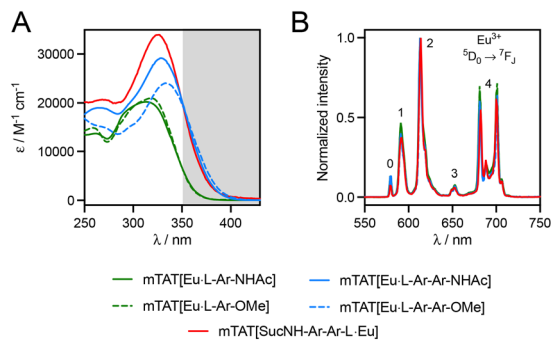 A
ε / M⁻¹ cm⁻¹
30000
20000
10000
0
250
300
350
400
λ / nm
B
Normalized intensity
1.0
0.5
0.0
0
1
2
3
4
Eu³⁺
⁵D₀→⁷F_J
550
600
650
700
750
λ / nm
mTAT[Eu·L-Ar-NHAc]
mTAT[Eu·L-Ar-Ar-NHAc]
mTAT[Eu·L-Ar-OMe]
mTAT[Eu·L-Ar-Ar-OMe]
mTAT[SucNH-Ar-Ar-L·Eu]